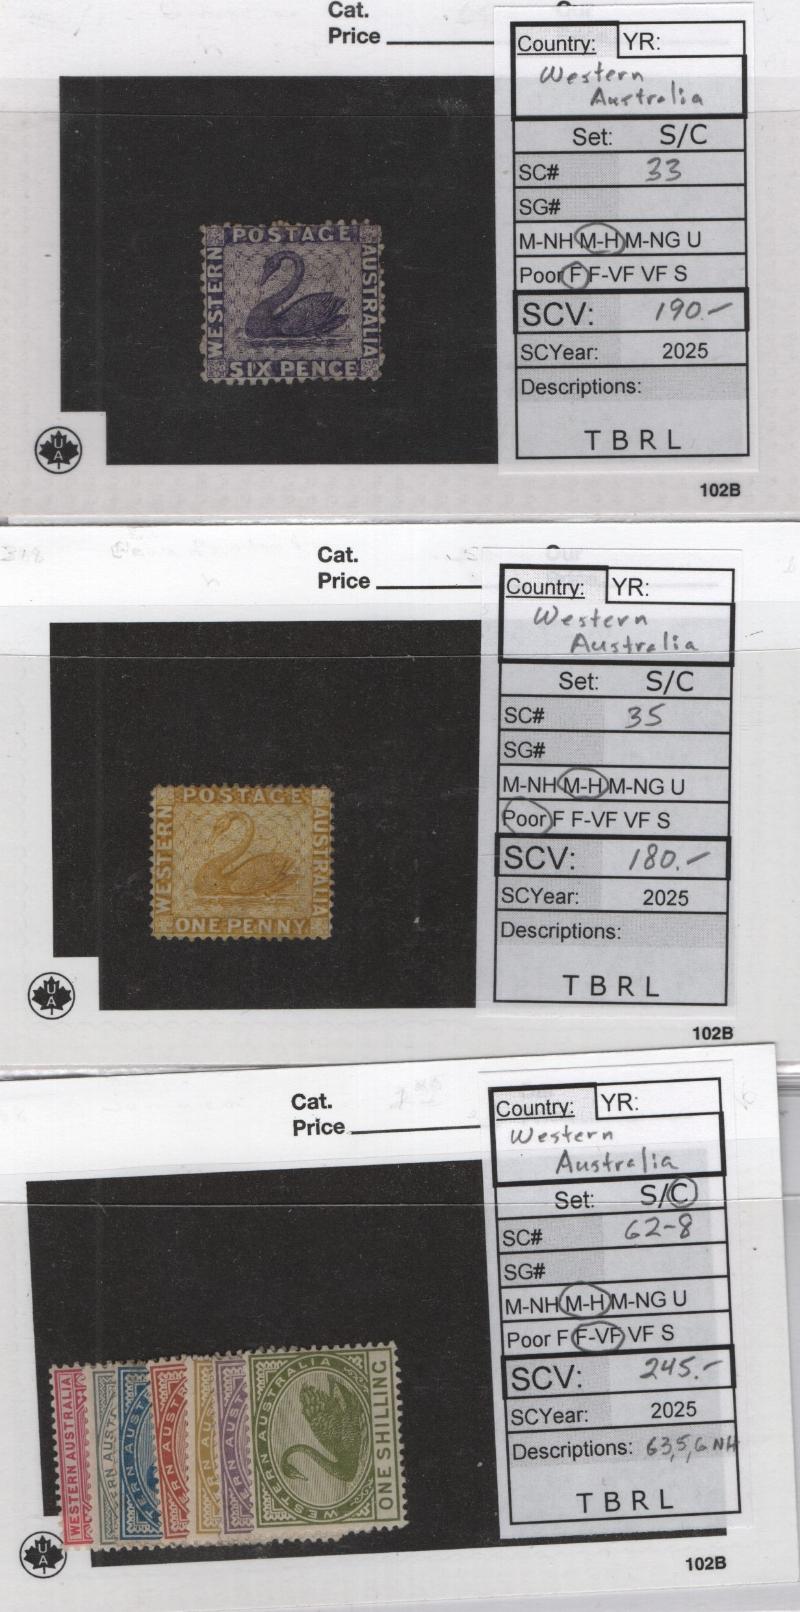 Cat.
Price
Country: YR:
Western
Australia
Set: S/C
SC# 33
SG#
M-NH M-H M-NG U
Poor F F-VF VF S
SCV: 190.-
SCYear: 2025
Descriptions:
T B R L
102B
POSTAGE
WESTERN
AUSTRALIA
SIX PENCE
UA
Cat.
Price
Country: YR:
Western
Australia
Set: S/C
SC# 35
SG#
M-NH M-H M-NG U
Poor F F-VF VF S
SCV: 180.-
SCYear: 2025
Descriptions:
T B R L
102B
POSTAGE
WESTERN
AUSTRALIA
ONE PENNY
UA
Cat.
Price
Country: YR:
Western
Australia
Set: S/C
SC# 62-8
SG#
M-NH M-H M-NG U
Poor F F-VF VF S
SCV: 245.-
SCYear: 2025
Descriptions: 63,5,6 NH
T B R L
102B
WESTERN AUSTRALIA
WESTERN AUSTRALIA
ONE SHILLING